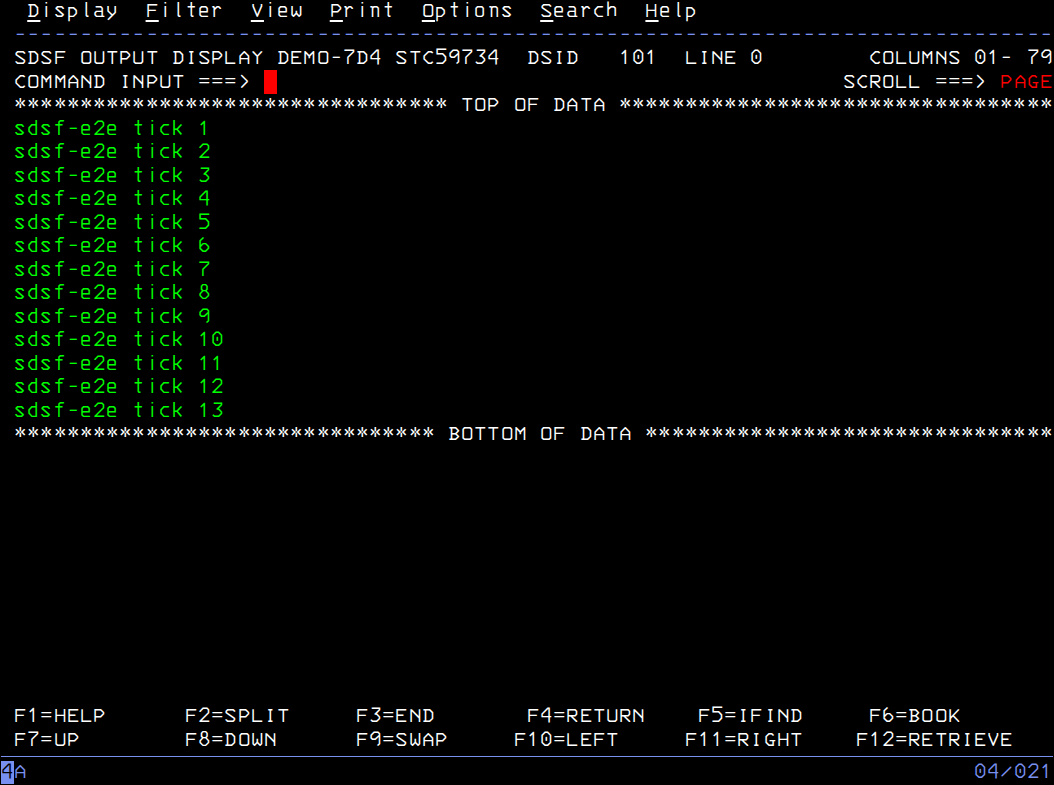 Display Filter View Print Options Search Help
--------------------------------------------------------------------------------
SDSF OUTPUT DISPLAY DEMO-7D4 STC59734 DSID 101 LINE 0 COLUMNS 01- 79
COMMAND INPUT ===> SCROLL ===> PAGE
********************************* TOP OF DATA *********************************
sdsf-e2e tick 1
sdsf-e2e tick 2
sdsf-e2e tick 3
sdsf-e2e tick 4
sdsf-e2e tick 5
sdsf-e2e tick 6
sdsf-e2e tick 7
sdsf-e2e tick 8
sdsf-e2e tick 9
sdsf-e2e tick 10
sdsf-e2e tick 11
sdsf-e2e tick 12
sdsf-e2e tick 13
******************************** BOTTOM OF DATA *******************************
F1=HELP F2=SPLIT F3=END F4=RETURN F5=IFIND F6=BOOK
F7=UP F8=DOWN F9=SWAP F10=LEFT F11=RIGHT F12=RETRIEVE
4A 04/021